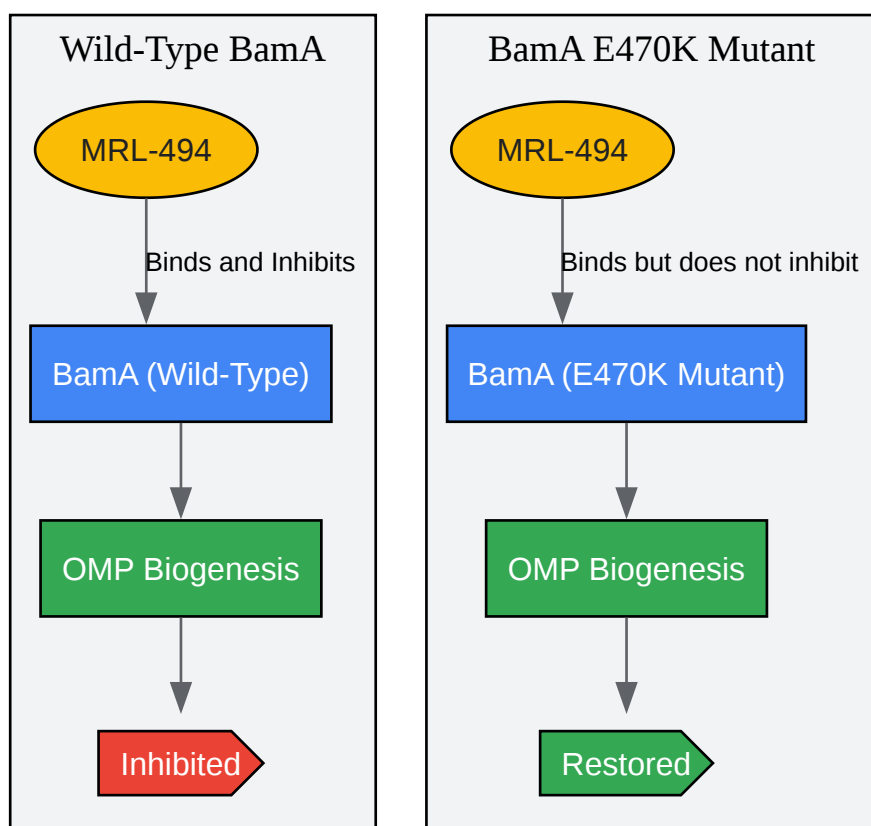 Wild-Type BamA
MRL-494
Binds and Inhibits
BamA (Wild-Type)
OMP Biogenesis
Inhibited
BamA E470K Mutant
MRL-494
Binds but does not inhibit
BamA (E470K Mutant)
OMP Biogenesis
Restored